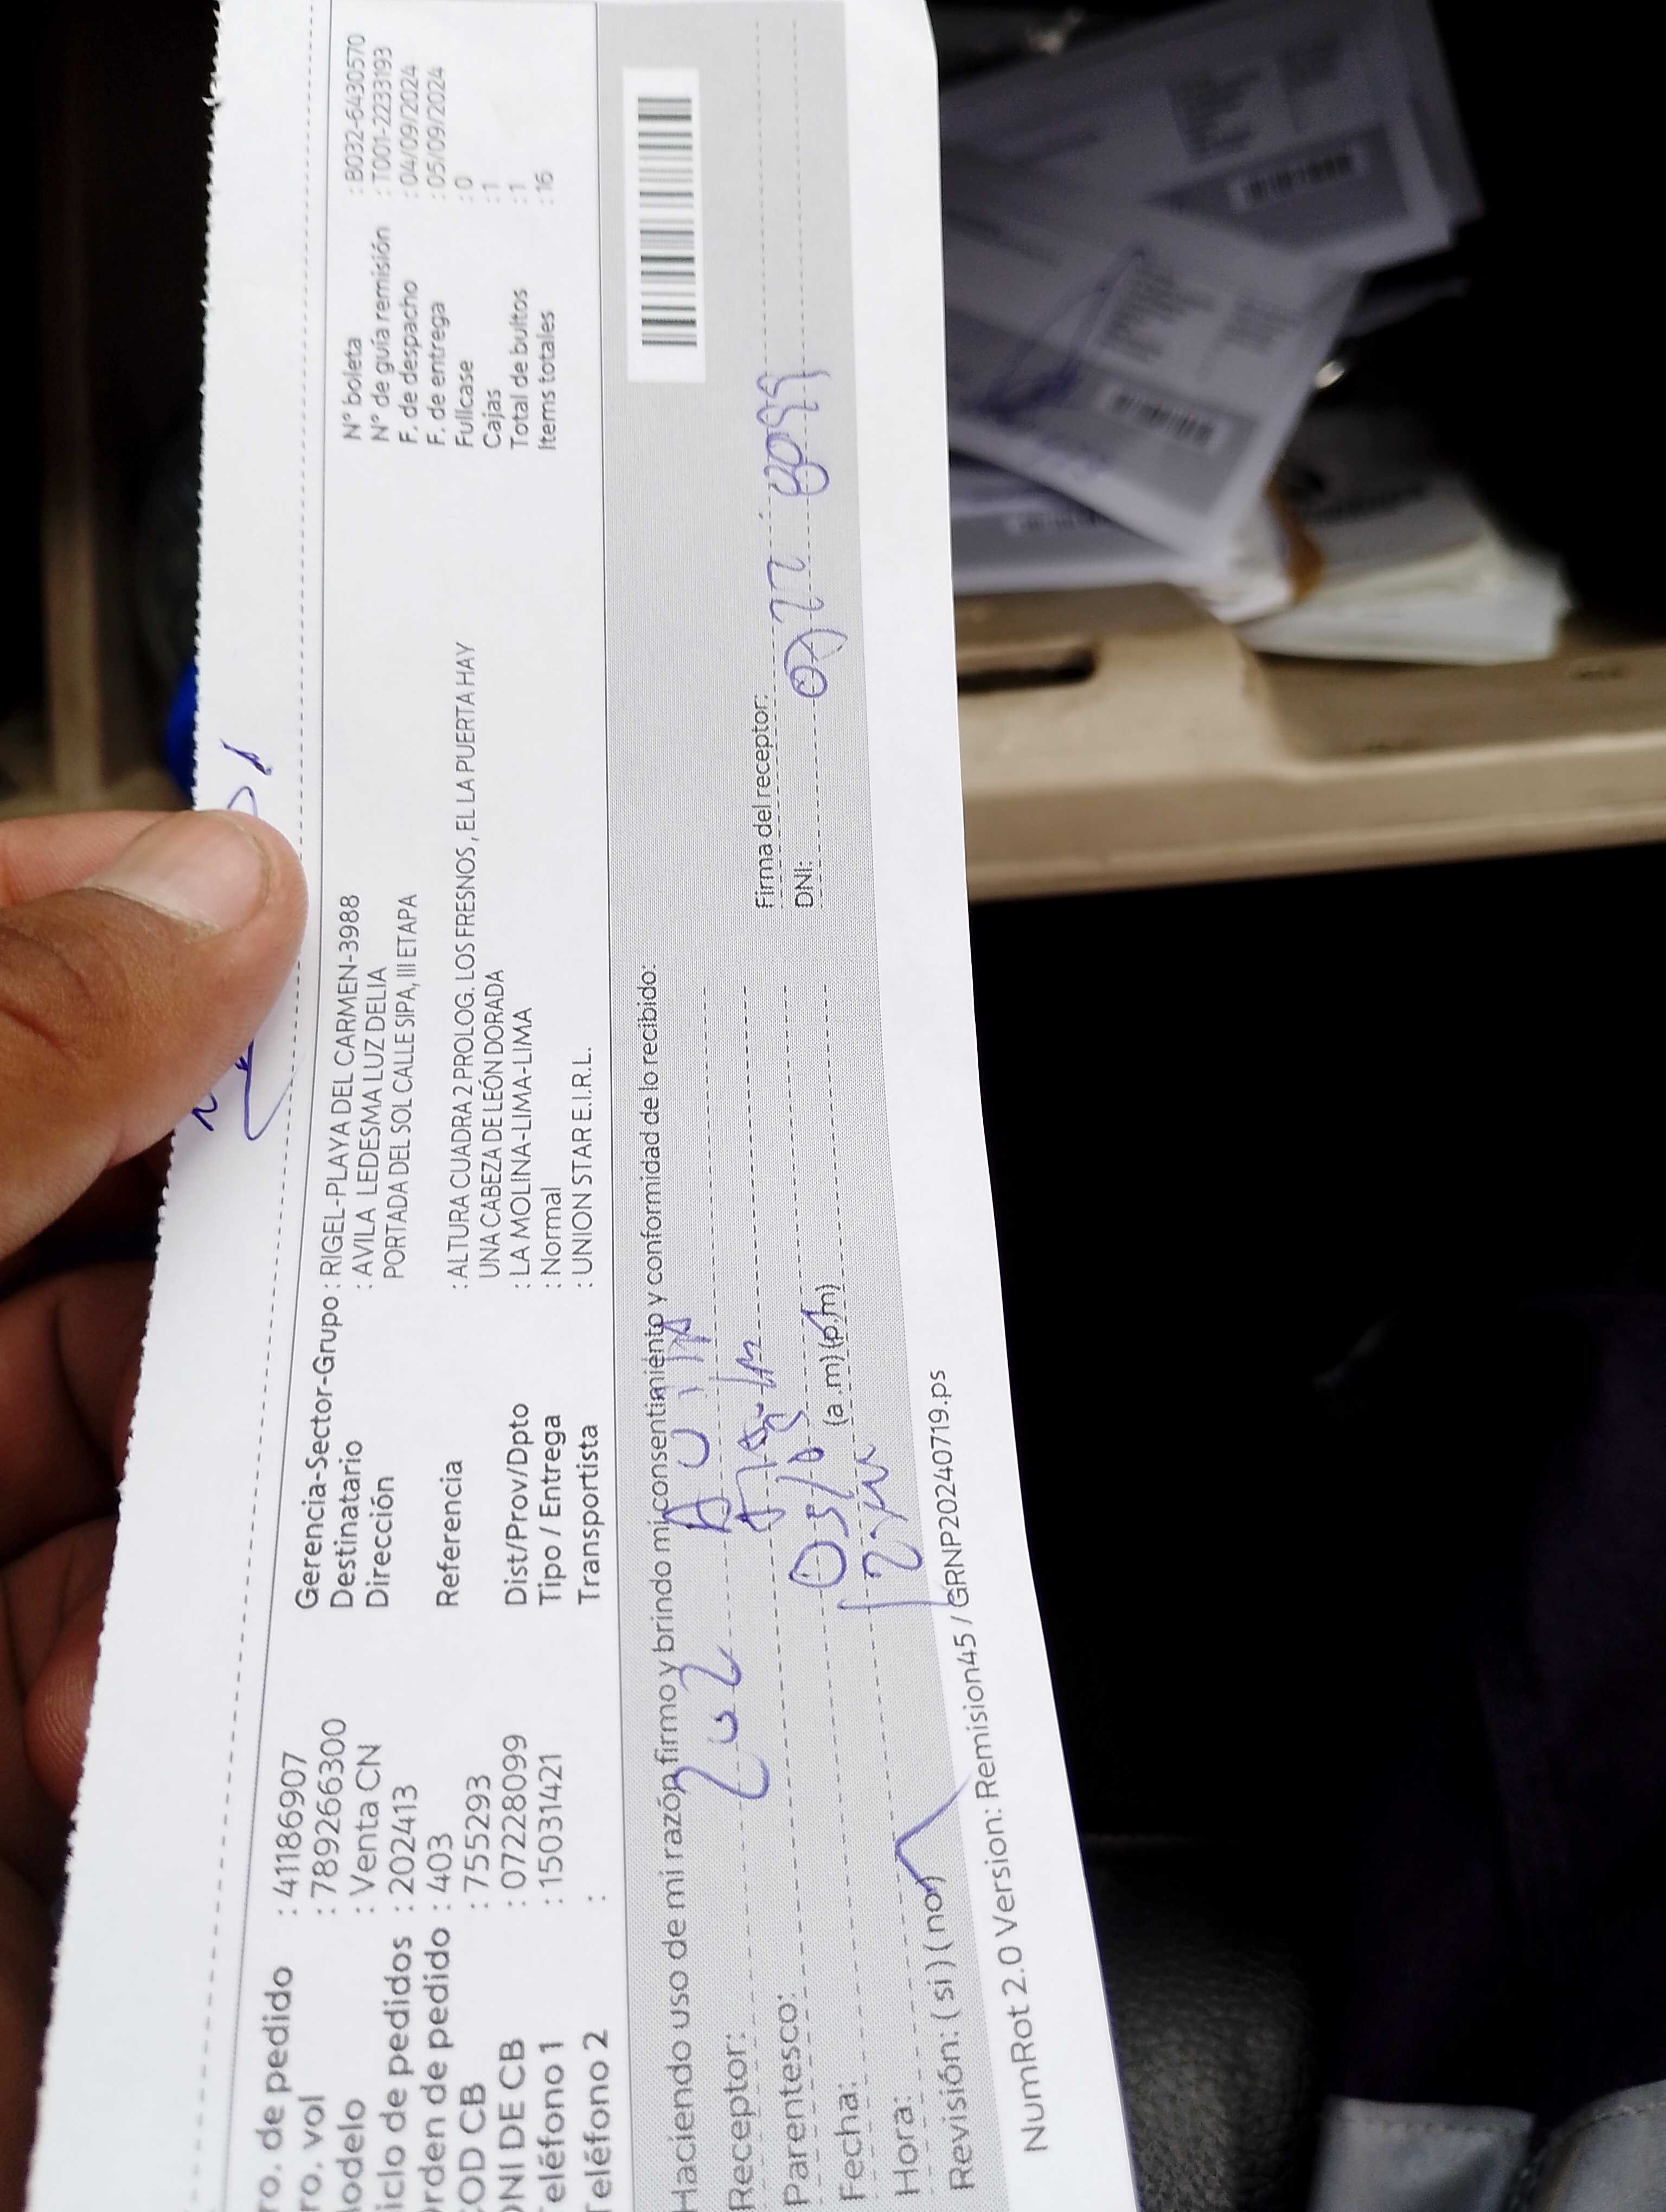 ro. de pedido : 411186907
ro. vol : 789266300
odelo : Venta CN
iclo de pedidos : 202413
rden de pedido : 403
OD CB : 755293
NI DE CB : 07228099
eléfono 1 : 150314421
eléfono 2 :
Gerencia-Sector-Grupo : RIGEL-PLAYA DEL CARMEN-3988
Destinatario : AVILA LEDESMA LUZ DELIA
Dirección PORTADA DEL SOL CALLE SIPA, III ETAPA
Referencia : ALTURA CUADRA 2 PROLOG. LOS FRESNOS , EL LA PUERTA HAY
UNA CABEZA DE LEÓN DORADA
Dist/Prov/Dpto : LA MOLINA-LIMA-LIMA
Tipo / Entrega : Normal
Transportista : UNION STAR E.I.R.L.
N° boleta : B032-6430570
N° de guía remisión : T001-2233193
F. de despacho : 04/09/2024
F. de entrega : 05/09/2024
Fullcase : 0
Cajas : 1
Total de bultos : 1
Items totales : 16
Haciendo uso de mi razón firmo y brindo mi consentimiento y conformidad de lo recibido:
Receptor: Luz
Parentesco:
Fecha: 05/09
Hora: (a .m) (p.m)
Revisión: ( si ) ( no )
Firma del receptor:
DNI: 0722 8099
NumRot 2.0 Version: Remision45 / GRNP20240719.ps